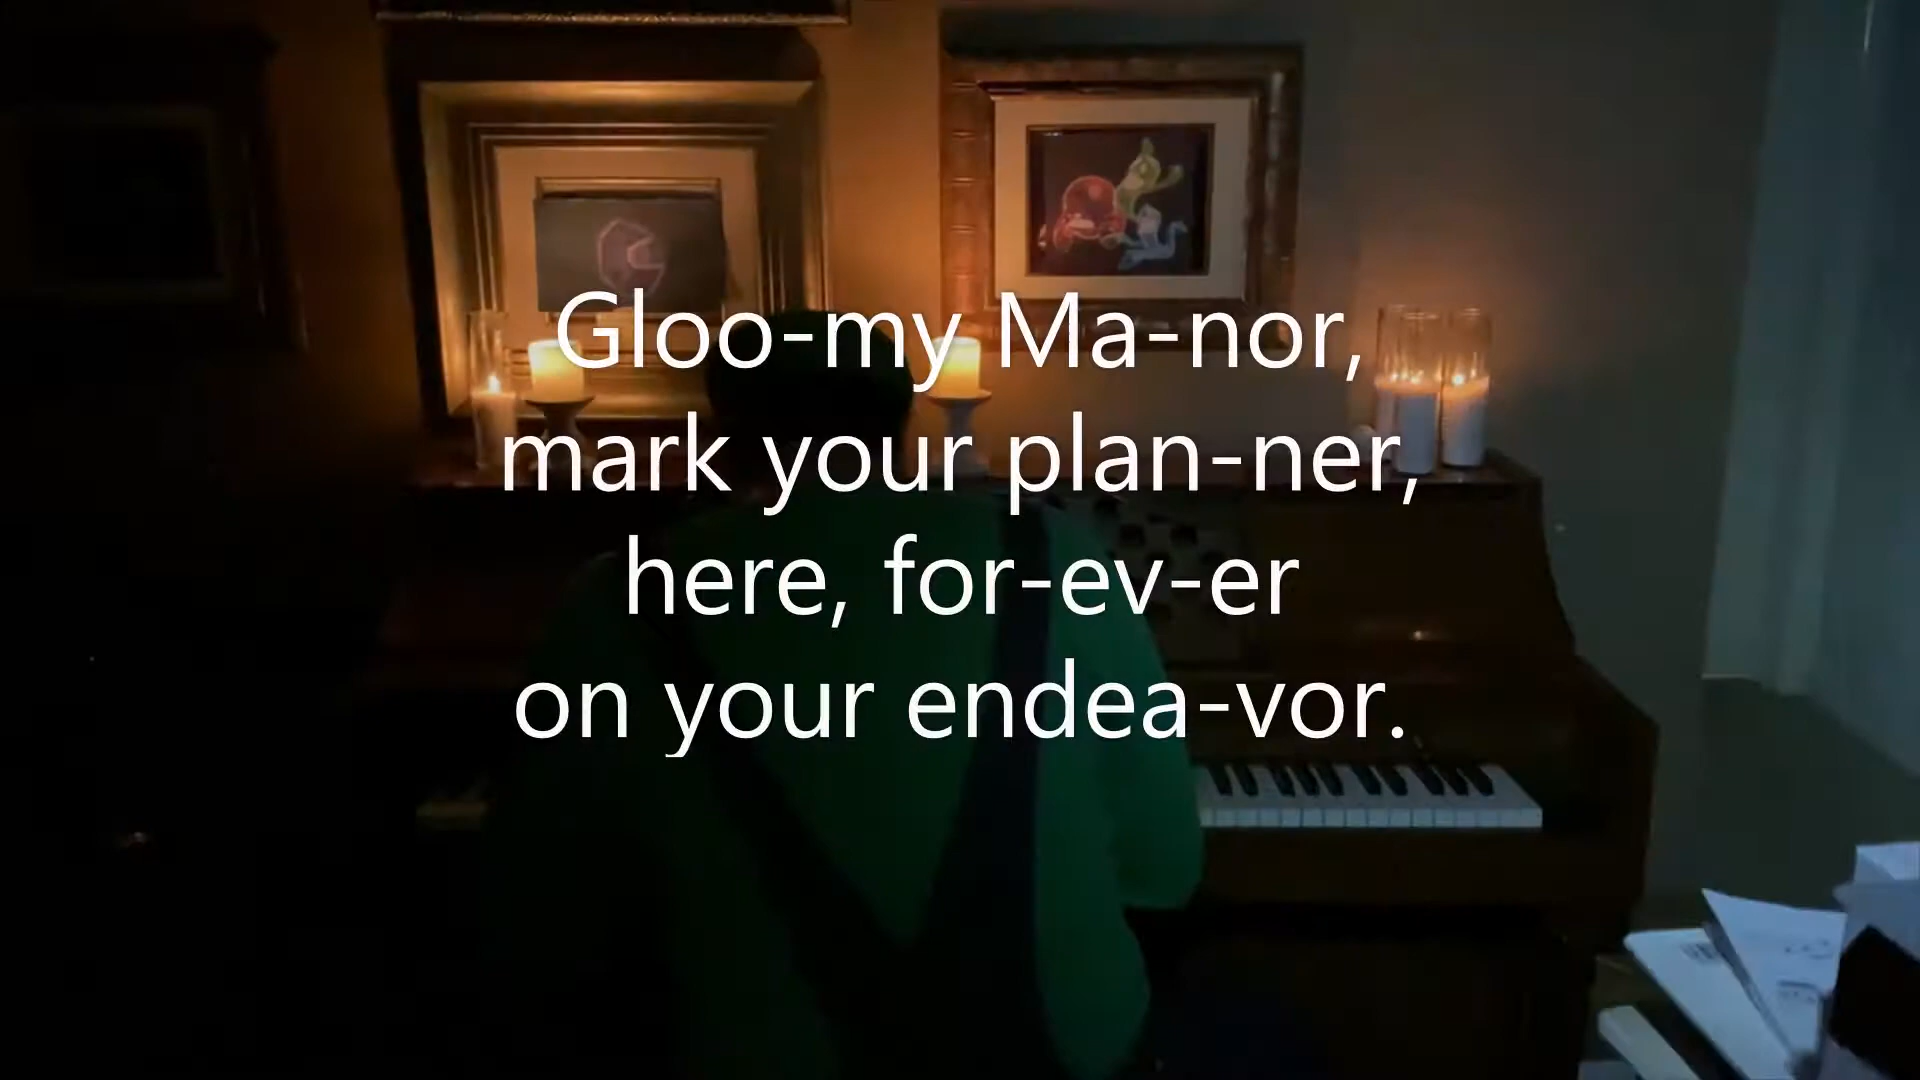 Gloo-my Ma-nor,
mark your plan-ner,
here, for-ev-er
on your endea-vor.